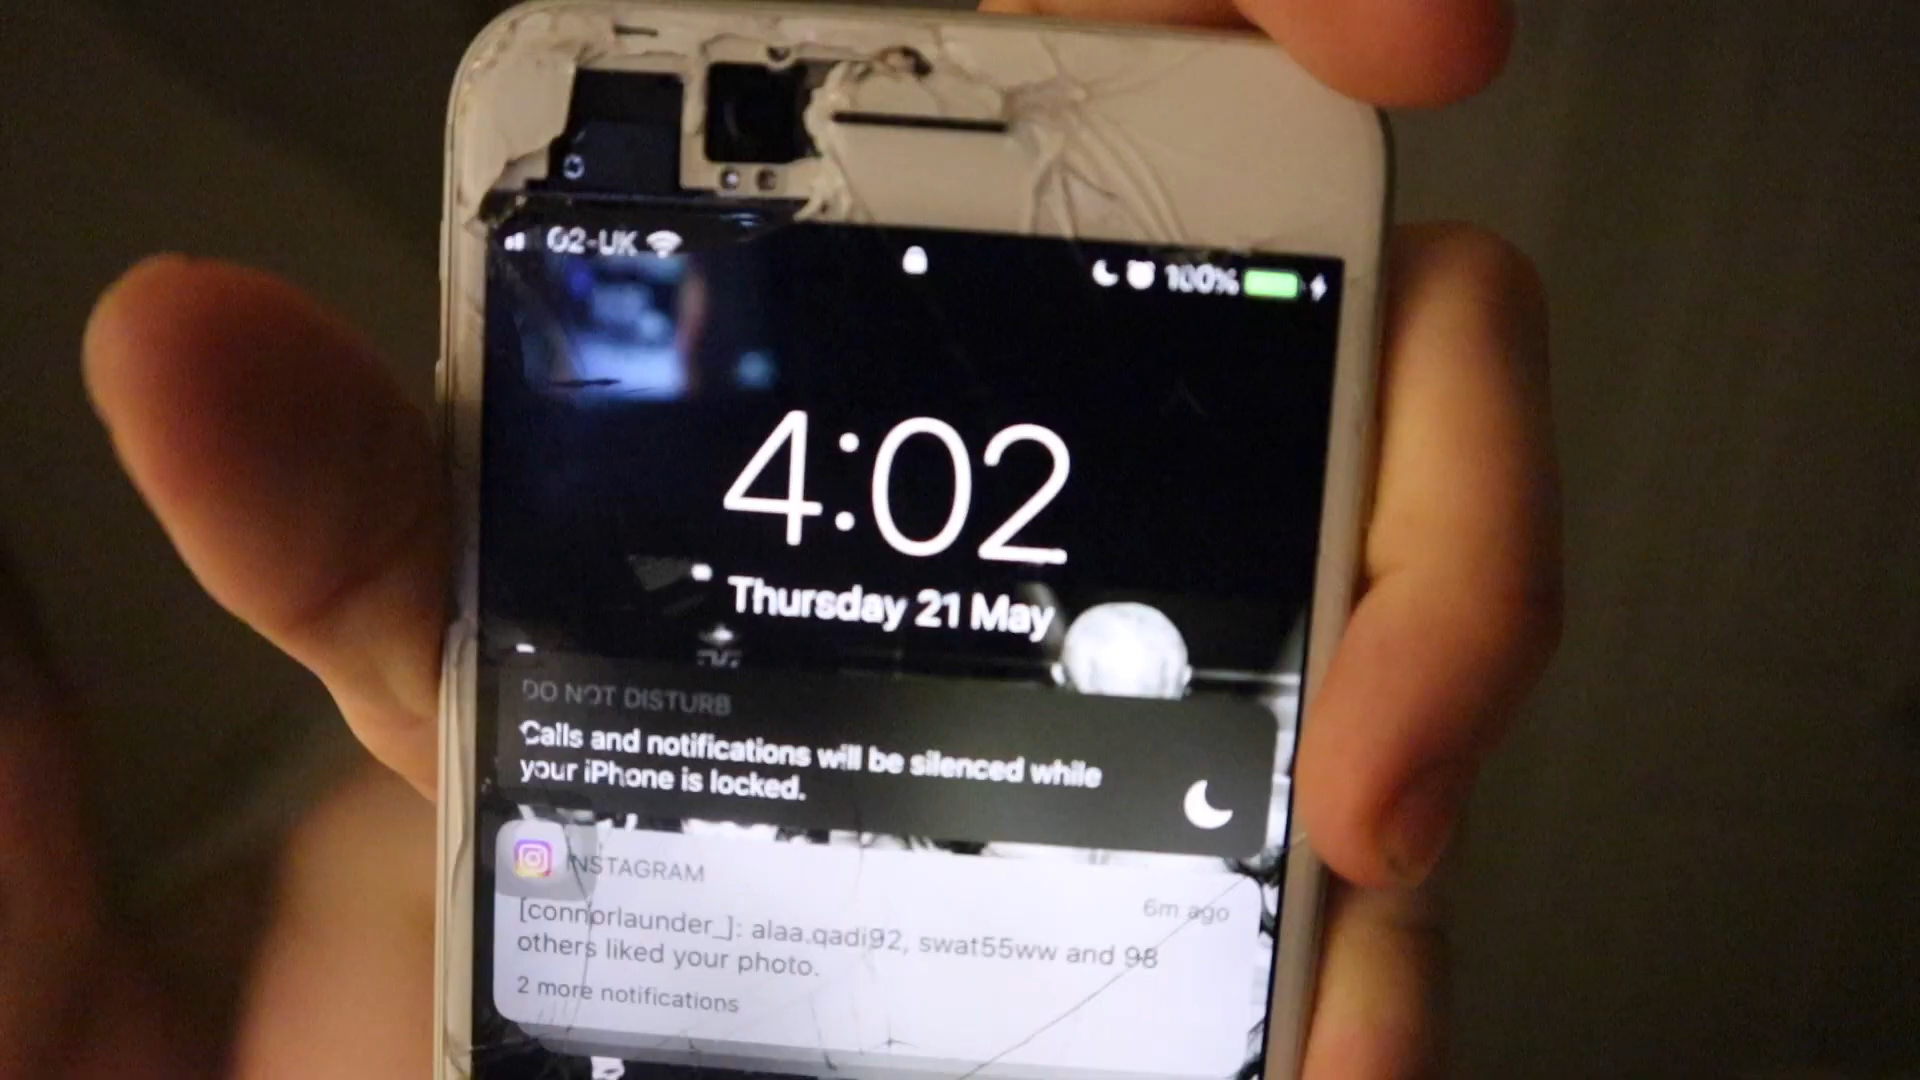 O2-UK
100%
4:02
Thursday 21 May
DO NOT DISTURB
Calls and notifications will be silenced while
your iPhone is locked.
INSTAGRAM
6m ago
[connorlaunder_]: alaa.qadi92, swat55ww and 98
others liked your photo.
2 more notifications